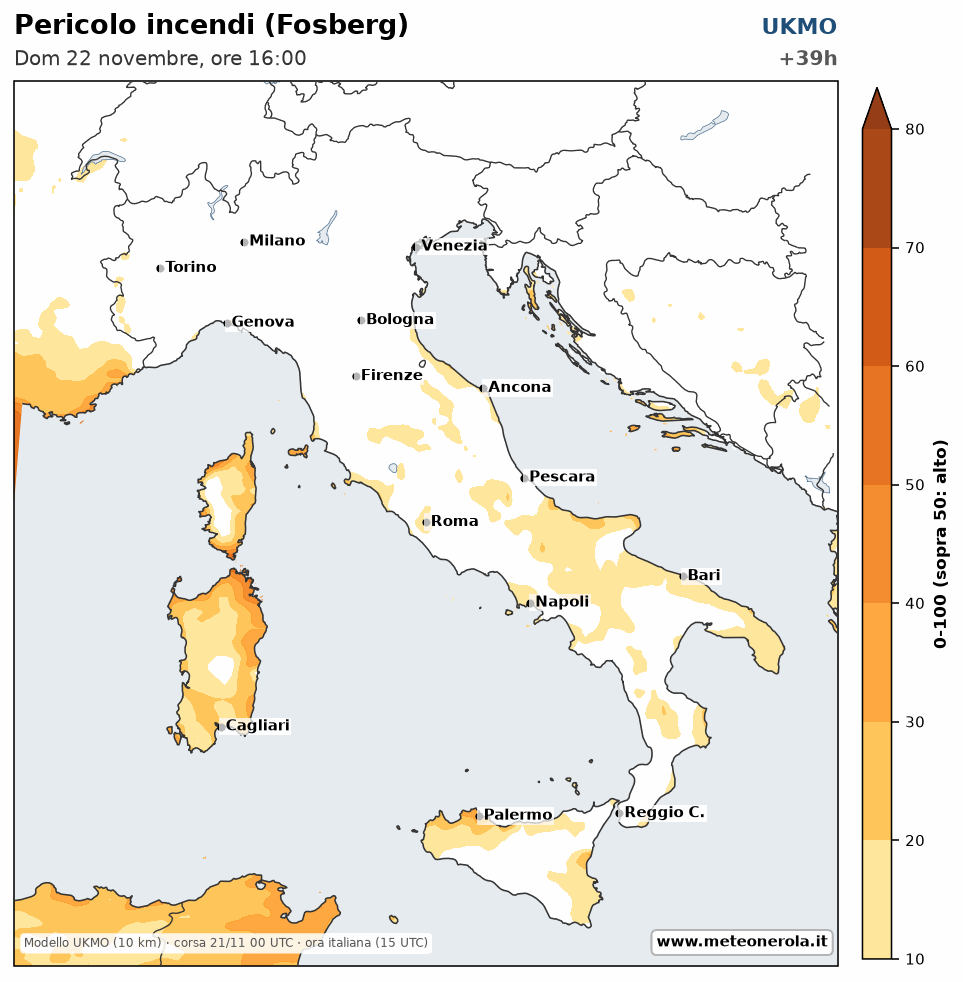 Pericolo incendi (Fosberg)
UKMO
Dom 22 novembre, ore 16:00
+39h
80
Milano
Venezia
70
Torino
Genova
Bologna
60
Firenze
Ancona
Pescara
50
Roma
0-100 (sopra 50: alto)
Bari
Napoli
40
Cagliari
30
Palermo
Reggio C.
20
Modello UKMO (10 km) · corsa 21/11 00 UTC · ora italiana (15 UTC)
www.meteonerola.it
10